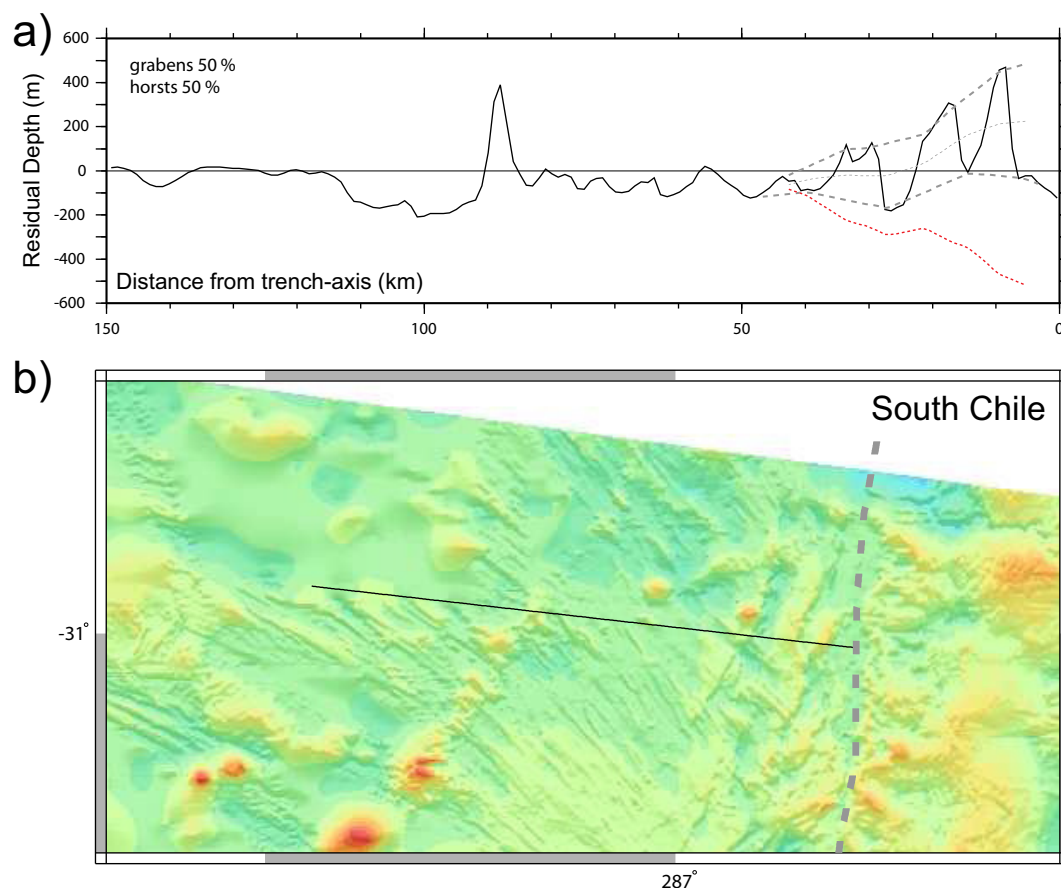 a)
600
400
200
0
-200
-400
-600
Residual Depth (m)
grabens 50 %
horsts 50 %
Distance from trench-axis (km)
150
100
50
0
b)
South Chile
-31°
287°